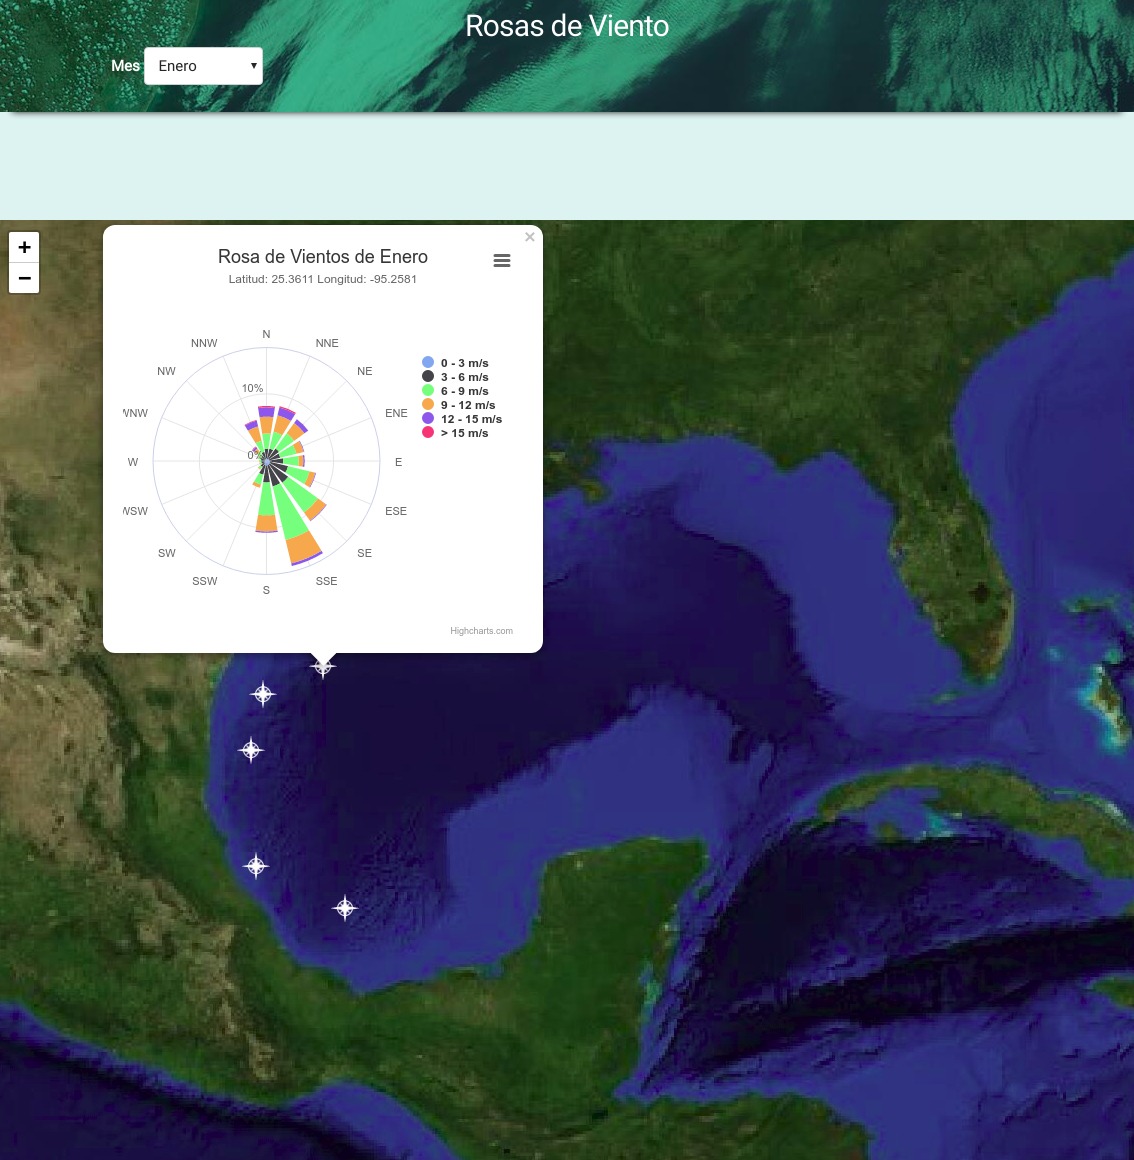 Rosas de Viento
Mes Enero
+
−
×
Rosa de Vientos de Enero
Latitud: 25.3611 Longitud: -95.2581
N
NNE
NE
ENE
E
ESE
SE
SSE
S
SSW
SW
WSW
W
WNW
NW
NNW
10%
0%
0 - 3 m/s
3 - 6 m/s
6 - 9 m/s
9 - 12 m/s
12 - 15 m/s
> 15 m/s
Highcharts.com